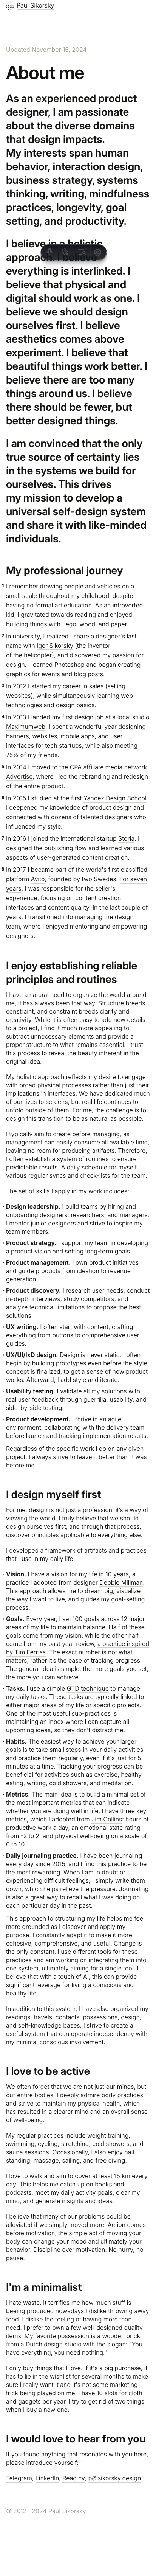 Paul Sikorsky
Updated November 16, 2024
About me
As an experienced product
designer, I am passionate
about the diverse domains
that design impacts.
My interests span human
behavior, interaction design,
business strategy, systems
thinking, writing, mindfulness
practices, longevity, goal
setting, and productivity.
I believe in a holistic
approach. I believe
everything is interlinked. I
believe that physical and
digital should work as one. I
believe we should design
ourselves first. I believe
aesthetics comes above
experiment. I believe that
beautiful things work better. I
believe there are too many
things around us. I believe
there should be fewer, but
better designed things.
I am convinced that the only
true source of certainty lies
in the systems we build for
ourselves. This drives
my mission to develop a
universal self-design system
and share it with like-minded
individuals.
My professional journey
1 I remember drawing people and vehicles on a
small scale throughout my childhood, despite
having no formal art education. As an introverted
kid, I gravitated towards reading and enjoyed
building things with Lego, wood, and paper.
2 In university, I realized I share a designer's last
name with Igor Sikorsky (the inventor
of the helicopter), and discovered my passion for
design. I learned Photoshop and began creating
graphics for events and blog posts.
3 In 2012 I started my career in sales (selling
websites), while simultaneously learning web
technologies and design basics.
4 In 2013 I landed my first design job at a local studio
Maximumweb. I spent a wonderful year designing
banners, websites, mobile apps, and user
interfaces for tech startups, while also meeting
75% of my friends.
5 In 2014 I moved to the CPA affiliate media network
Advertise, where I led the rebranding and redesign
of the entire product.
6 In 2015 I studied at the first Yandex Design School.
I deepened my knowledge of product design and
connected with dozens of talented designers who
influenced my style.
7 In 2016 I joined the international startup Storia. I
designed the publishing flow and learned various
aspects of user-generated content creation.
8 In 2017 I became part of the world's first classified
platform Avito, founded by two Swedes. For seven
years, I was responsible for the seller's
experience, focusing on content creation
interfaces and content quality. In the last couple of
years, I transitioned into managing the design
team, where I enjoyed mentoring and empowering
designers.
I enjoy establishing reliable
principles and routines
I have a natural need to organize the world around
me. It has always been that way. Structure breeds
constraint, and constraint breeds clarity and
creativity. While it's an easy to add new details
to a project, I find it much more appealing to
subtract unnecessary elements and provide a
proper structure to what remains essential. I trust
this process to reveal the beauty inherent in the
original idea.
My holistic approach reflects my desire to engage
with broad physical processes rather than just their
implications in interfaces. We have to create ideas,
not merely software. I would do dedicate much of
our lives to screens, but real life continues to
unfold outside of them. For me, the challenge is to
design this interaction to be as natural as possible.
I typically aim to create before managing, as
management can easily consume all available time,
leaving no room for producing artifacts. Therefore,
I often establish a system of routines to ensure
predictable results. A daily schedule for myself,
various regular syncs and check-lists for the team.
The set of skills I apply in my work includes:
• Design leadership. I build teams by hiring and
onboarding designers, researchers, and managers.
I mentor junior designers and strive to inspire my
team members.
• Product strategy. I support my team in developing
a product vision and setting long-term goals.
• Product management. I own product initiatives
and guide products from ideation to revenue
generation.
• Product discovery. I research user needs, conduct
in-depth interviews, study competitors, and
analyze technical limitations to propose the best
solutions.
• UX writing. I often start with content, crafting
everything from buttons to comprehensive user
guides.
• UX/UI/IxD design. Design is never static. I often
begin by building prototypes even before the style
concept is finalized, to get a sense of how product
works. Afterward, I add style and iterate.
• Usability testing. I validate all my solutions with
real user feedback through guerrilla, usability, and
side-by-side testing.
• Product development. I thrive in an agile
environment, collaborating with the delivery team
before launch and tracking implementation results.
Regardless of the specific work I do on any given
project, I always strive to leave it better than it was
before me.
I design myself first
For me, design is not just a profession, it's a way of
viewing the world. I truly believe that we should
design ourselves first, and through that process,
discover principles applicable to everything else.
I developed a framework of artifacts and practices
that I use in my daily life:
• Vision. I have a vision for my life in 10 years, a
practice I adopted from designer Debbie Millman.
This approach allows me to dream big, visualize
the way I want to live, and guides my goal-setting
process.
• Goals. Every year, I set 100 goals across 12 major
areas of my life to maintain balance. Half of these
goals come from my vision, while the other half
come from my past year review, a practice inspired
by Tim Ferriss. The exact number is not what
matters, rather it's the ease of tracking progress.
The general idea is simple: the more goals you set,
the more you can achieve.
• Tasks. I use a simple GTD technique to manage
my daily tasks. These tasks are typically linked to
either major areas of my life or specific projects.
One of the most useful sub-practices is
maintaining an inbox where I can capture all
upcoming ideas, so they don't distract me.
• Habits. The easiest way to achieve your larger
goals is to take small steps in your daily activities
and practice them regularly, even if it's just for 5
minutes at a time. Tracking your progress can be
beneficial for activities such as exercise, healthy
eating, writing, cold showers, and meditation.
• Metrics. The main idea is to build a minimal set of
the most important metrics that can indicate
whether you are doing well in life. I have three key
metrics, which I adopted from Jim Collins: hours of
productive work a day, an emotional state rating
from -2 to 2, and physical well-being on a scale of
0 to 10.
• Daily journaling practice. I have been journaling
every day since 2015, and I find this practice to be
the most rewarding. When I am in doubt or
experiencing difficult feelings, I simply write them
down, which helps relieve the pressure. Journaling
is also a great way to recall what I was doing on
each particular day in the past.
This approach to structuring my life helps me feel
more grounded as I discover and apply my
purpose. I constantly adapt it to make it more
cohesive, comprehensive, and useful. Change is
the only constant. I use different tools for these
practices and am working on integrating them into
one system, ultimately aiming for a single tool. I
believe that with a touch of AI, this can provide
significant leverage for living a conscious and
healthy life.
In addition to this system, I have also organized my
readings, travels, contacts, possessions, design,
and self-knowledge bases. I strive to create a
useful system that can operate independently with
my minimal conscious involvement.
I love to be active
We often forget that we are not just our minds, but
our entire bodies. I deeply admire body practices
and strive to maintain my physical health, which
has resulted in a clearer mind and an overall sense
of well-being.
My regular practices include weight training,
swimming, cycling, stretching, cold showers, and
sauna sessions. Occasionally, I also enjoy nail
standing, massage, sailing, and free diving.
I love to walk and aim to cover at least 15 km every
day. This helps me catch up on books and
podcasts, meet my daily activity goals, clear my
mind, and generate insights and ideas.
I believe that many of our problems could be
alleviated if we simply moved more. Action comes
before motivation, the simple act of moving your
body can change your mood and ultimately your
behavior. Discipline over motivation. No hurry, no
pause.
I'm a minimalist
I hate waste. It terrifies me how much stuff is
beeing produced nowadays.I dislike throwing away
food. I dislike the feeling of having more than I
need. I prefer to own a few well-designed quality
items. My favorite possession is a wooden brick
from a Dutch design studio with the slogan: "You
have everything, you need nothing."
I only buy things that I love. If it's a big purchase, it
has to be in the wishlist for several months to make
sure I really want it and it's not some marketing
trick being played on me. I have 10 slots for cloth
and gadgets per year. I try to get rid of two things
when I buy a new one.
I would love to hear from you
If you found anything that resonates with you here,
please introduce yourself:
Telegram, LinkedIn, Read.cv, p@sikorsky.design.
© 2012 – 2024 Paul Sikorsky